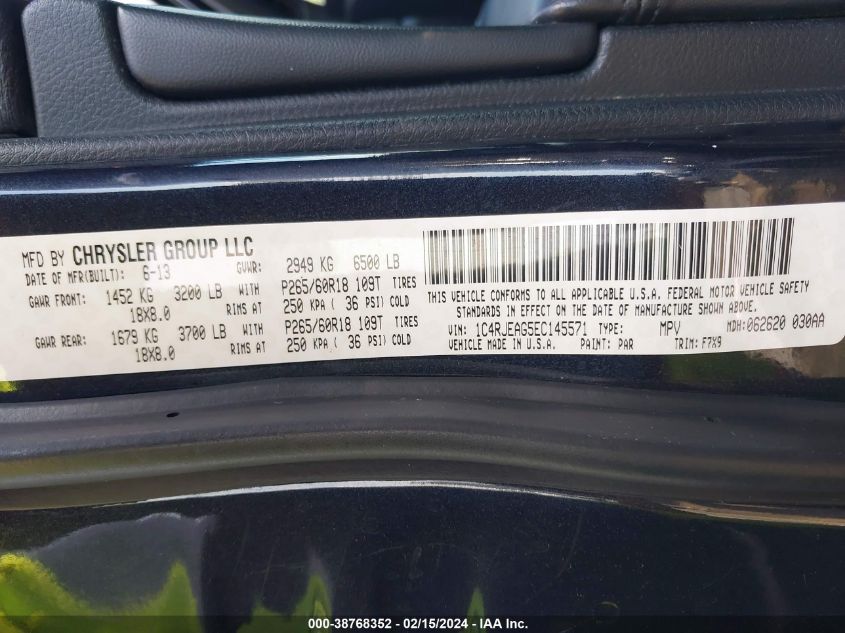 MFD BY CHRYSLER GROUP LLC
DATE OF MFR(BUILT): 6-13 GVWR: 2949 KG 6500 LB
GAWR FRONT: 1452 KG 3200 LB WITH P265/60R18 109T TIRES
18X8.0 RIMS AT 250 KPA ( 36 PSI) COLD
GAWR REAR: 1679 KG 3700 LB WITH P265/60R18 109T TIRES
18X8.0 RIMS AT 250 KPA ( 36 PSI) COLD
THIS VEHICLE CONFORMS TO ALL APPLICABLE U.S.A. FEDERAL MOTOR VEHICLE SAFETY
STANDARDS IN EFFECT ON THE DATE OF MANUFACTURE SHOWN ABOVE.
VIN: 1C4RJEAG5EC145571 TYPE: MPV MDH:062620 030AA
VEHICLE MADE IN U.S.A. PAINT: PAR TRIM: F7X9
000-38768352 - 02/15/2024 - IAAI.com